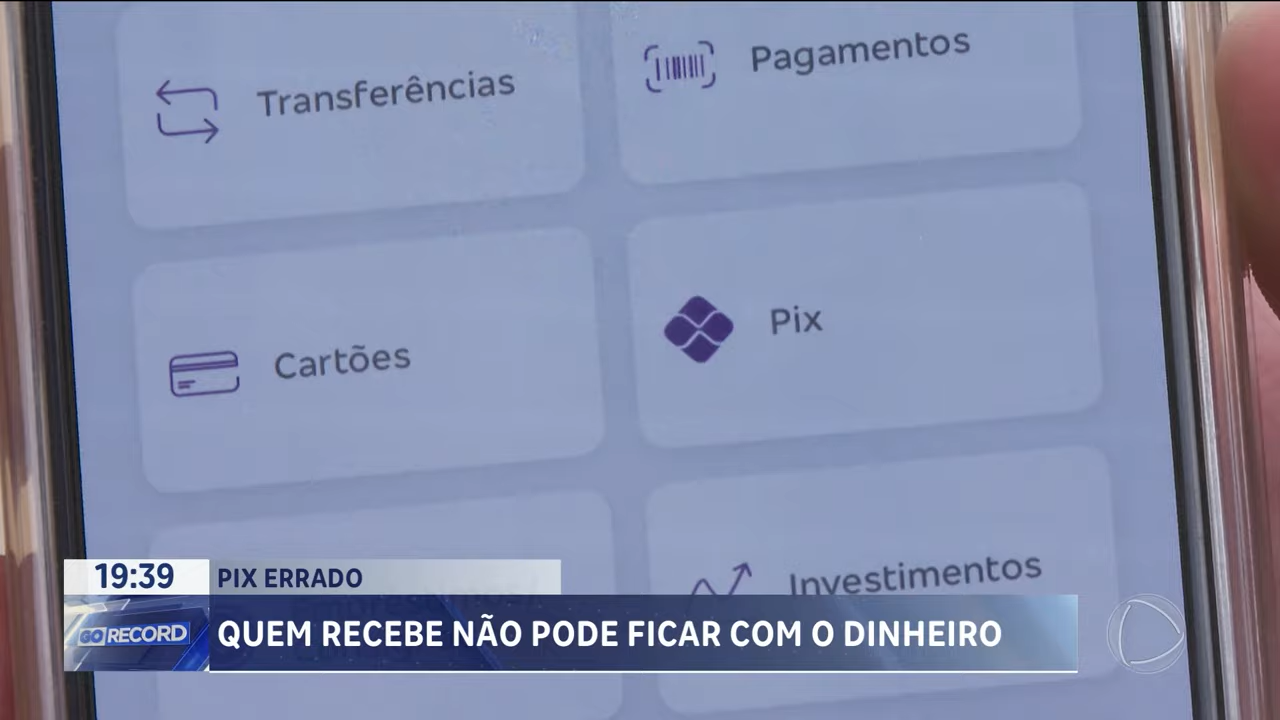 Transferências
Pagamentos
Cartões
Pix
Investimentos
19:39
PIX ERRADO
GO RECORD
QUEM RECEBE NÃO PODE FICAR COM O DINHEIRO